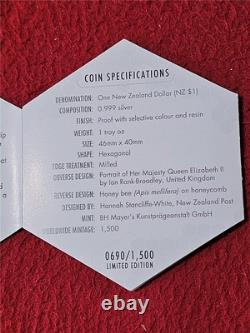 COIN SPECIFICATIONS
DENOMINATION: One New Zealand Dollar (NZ $1)
COMPOSITION: 0.999 silver
FINISH: Proof with selective colour and resin
WEIGHT: 1 troy oz
SIZE: 46mm x 40mm
SHAPE: Hexagonal
EDGE TREATMENT: Milled
OBVERSE DESIGN: Portrait of Her Majesty Queen Elizabeth II
by Ian Rank-Broadley, United Kingdom
REVERSE DESIGN: Honey bee (Apis mellifera) on honeycomb
DESIGNED BY: Hannah Stancliffe-White, New Zealand Post
MINT: BH Mayer's Kunstprägeanstalt GmbH
WORLDWIDE MINTAGE: 1,500
0690/1,500
LIMITED EDITION